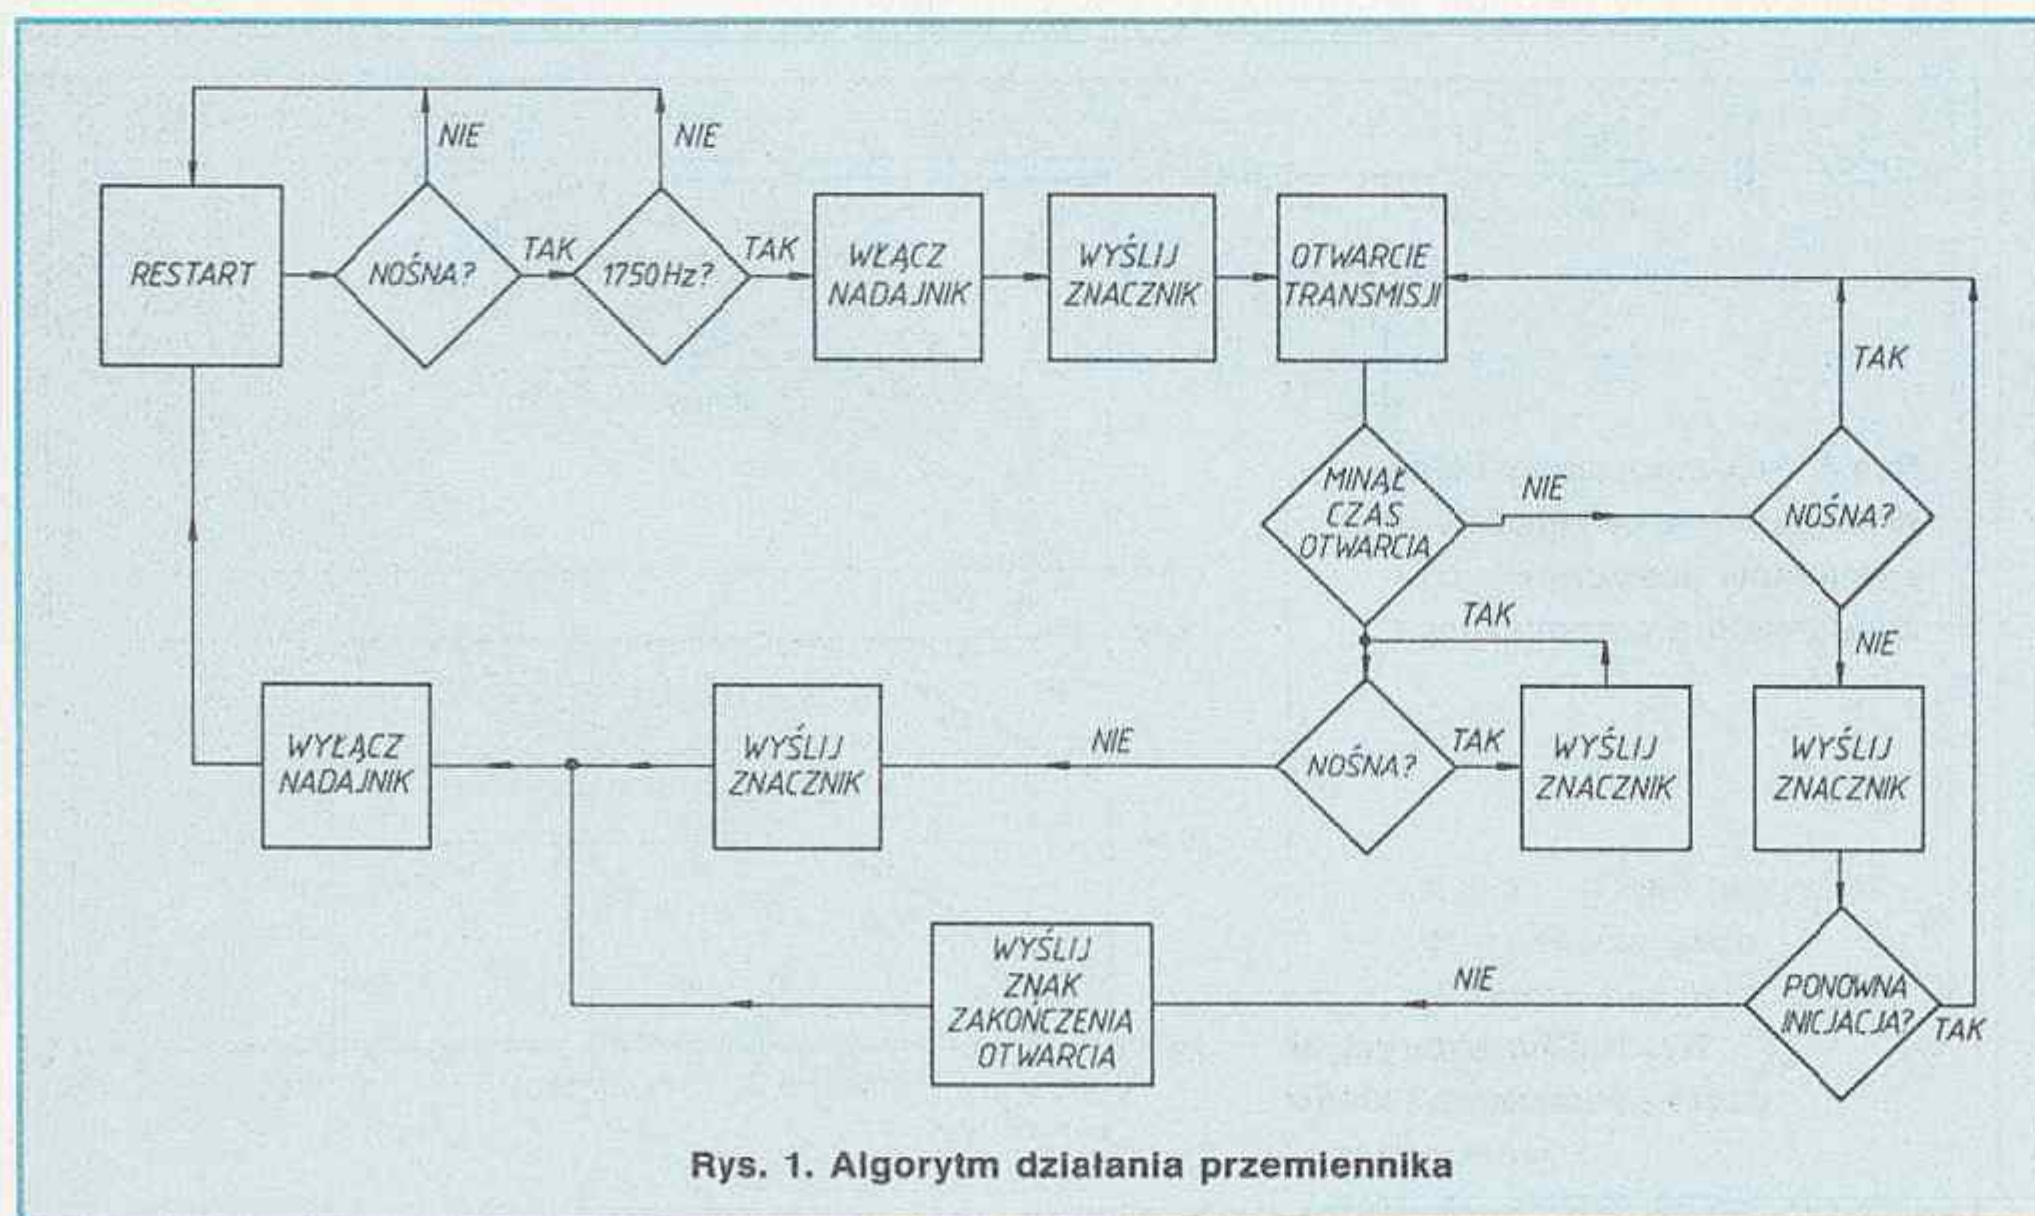 NIE
NIE
RESTART
NOŚNA?
TAK
1750Hz?
TAK
WŁĄCZ
NADAJNIK
WYŚLIJ
ZNACZNIK
OTWARCIE
TRANSMISJI
TAK
MINĄŁ
CZAS
OTWARCIA
NIE
NOŚNA?
TAK
NIE
WYŁĄCZ
NADAJNIK
WYŚLIJ
ZNACZNIK
NIE
NOŚNA?
TAK
WYŚLIJ
ZNACZNIK
WYŚLIJ
ZNACZNIK
WYŚLIJ
ZNAK
ZAKOŃCZENIA
OTWARCIA
NIE
PONOWNA
INICJACJA?
TAK
Rys. 1. Algorytm działania przemiennika